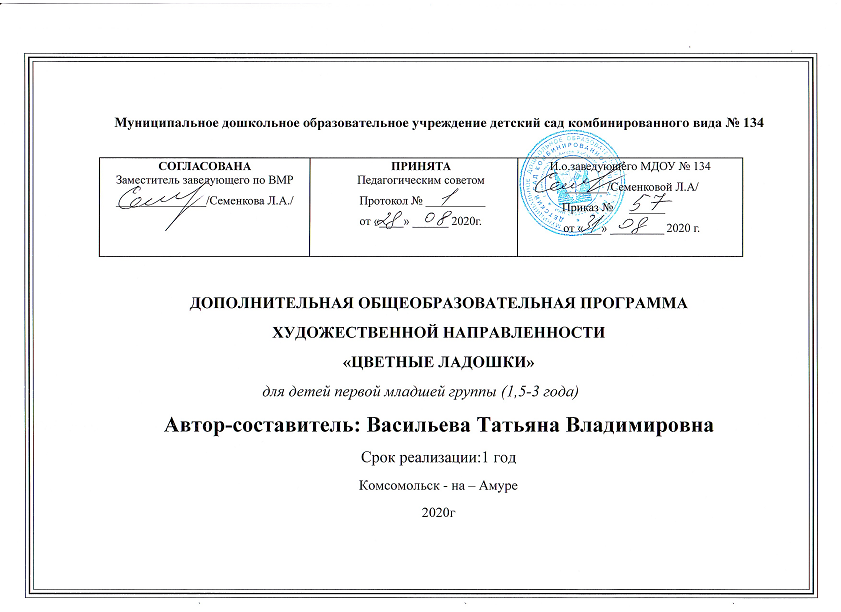 Муниципальное дошкольное образовательное учреждение детский сад комбинированного вида № 134
СОГЛАСОВАНА
Заместитель заведующего по ВМР
/Семенкова Л.А./
ПРИНЯТА
Педагогическим советом
Протокол № 1
от «28» 08 2020г.
И.о.заведующего МДОУ № 134
/Семенковой Л.А/
Приказ № 57
от «31» 08 2020 г.
ДОПОЛНИТЕЛЬНАЯ ОБЩЕОБРАЗОВАТЕЛЬНАЯ ПРОГРАММА
ХУДОЖЕСТВЕННОЙ НАПРАВЛЕННОСТИ
«ЦВЕТНЫЕ ЛАДОШКИ»
для детей первой младшей группы (1,5-3 года)
Автор-составитель: Васильева Татьяна Владимировна
Срок реализации:1 год
Комсомольск - на – Амуре
2020г